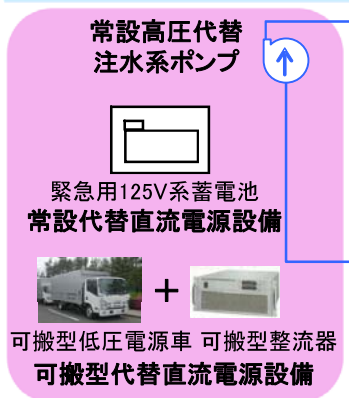 常設高圧代替
注水系ポンプ
緊急用125V系蓄電池
常設代替直流電源設備
+
可搬型低圧電源車 可搬型整流器
可搬型代替直流電源設備